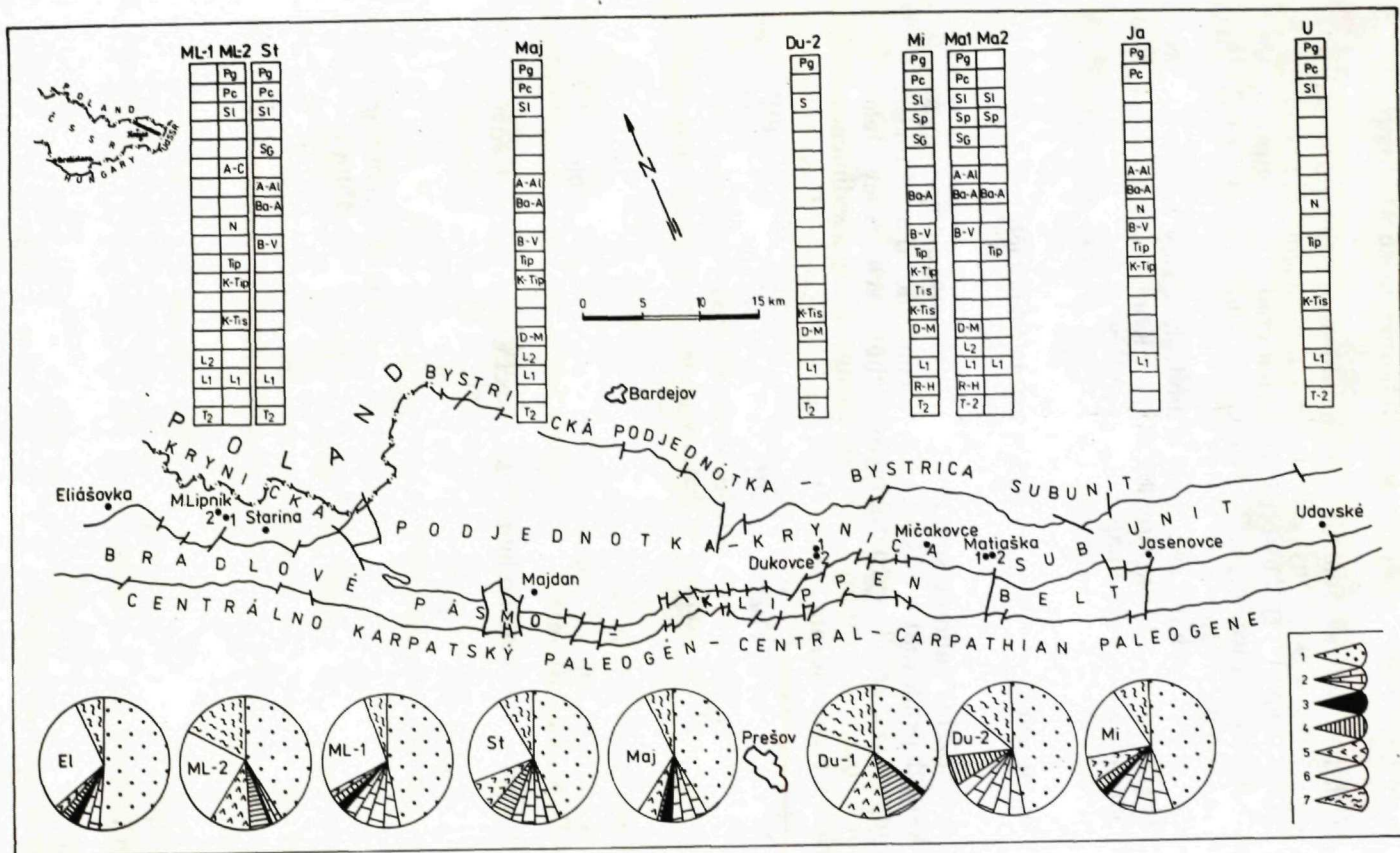 ML-1 ML-2 St
Maj
Du-2
Mi Ma1 Ma2
Ja
U
POLAND
ČSSR
HUNGARY
Pg Pg
Pc Pc
Sl Sl
SG
A-C
A-Al
Ba-A
N
B-V
Tip
K-Tip
K-Tis
L2
L1 L1 L1
T2 T2
Pg
Pc
Sl
A-Al
Ba-A
B-V
Tip
D-M
L2
L1
T2
Pg
S
K-Tis
D-M
L1
T2
Pg Pg
Pc Pc
Sl Sl Sl
Sp Sp Sp
SG SG
A-Al
Ba-A Ba-A Ba-A
B-V
Tip Tip
K-Tip
Tis
K-Tis
D-M D-M
L2
L1 L1
R-H R-H
T2 T-2
Pg
Pc
A-Al
Ba-A
N
B-V
Tip
K-Tip
L1
Pg
Pc
Sl
N
Tip
K-Tis
L1
T-2
N
0 5 10 15 km
Bardejov
POLAND
BYSTRICKÁ PODJEDNÓTKA – BYSTRICA SUBUNIT
KRYNICKÁ PODJEDNOTKA – KRYNICA SUBUNIT
Eliášovka
M.Lipník
2 1
Starina
Majdan
Dukovce
1
2
Mičakovce
Matiaška
1 2
Jasenovce
Udavské
BRADLOVÉ PÁSMO – KLIPPEN BELT
CENTRÁLNO KARPATSKÝ PALEOGÉN – CENTRAL – CARPATHIAN PALEOGENE
El
ML-2
ML-1
St
Maj
Prešov
Du-1
Du-2
Mi
1
2
3
4
5
6
7